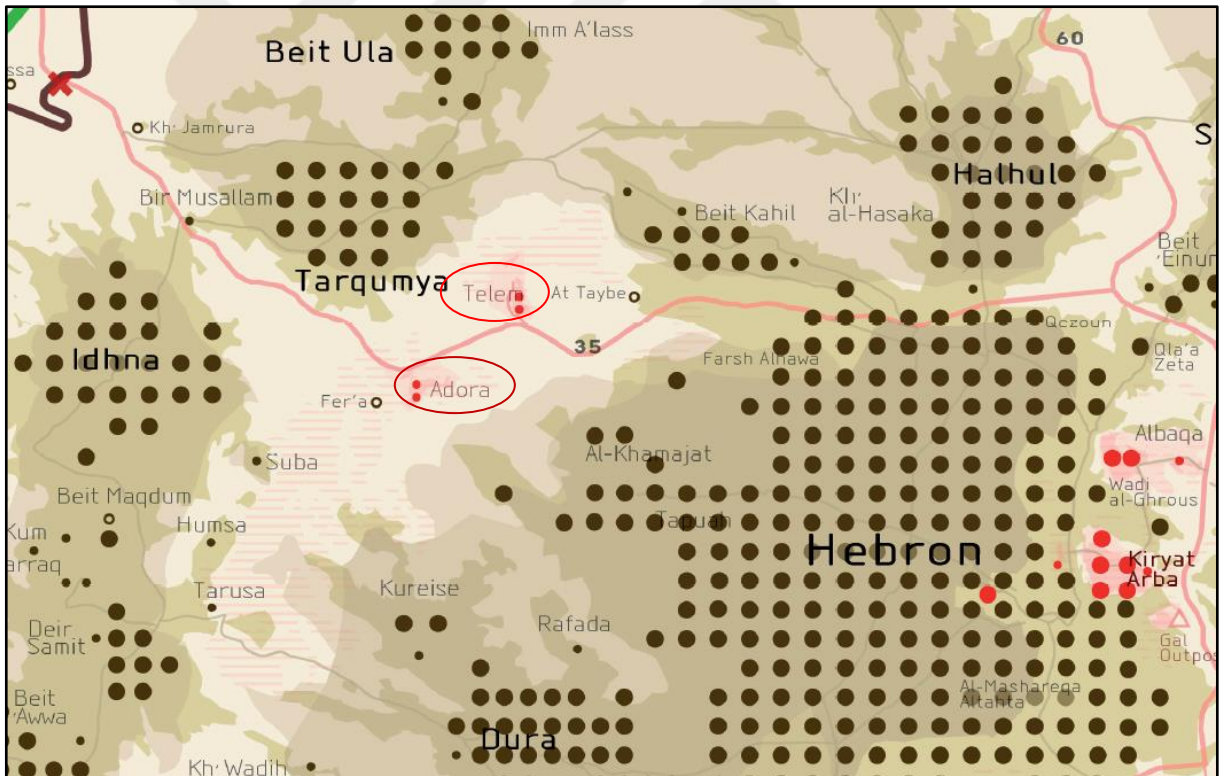 Imm A'lass
60
Beit Ula
ssa
Kh· Jamrura
S
Halhul
Bir Musallam
Beit Kahil
Kh·
al-Hasaka
Beit
'Einun
Tarqumya
Telem
At Taybe
35
Qczoun
Idhna
Farsh Alhawa
Qla'a
Zeta
Adora
Fer'a
Albaqa
Al-Khamajat
Suba
Wadi
al-Ghrous
Beit Maqdum
Kum
Humsa
Tapuah
arraq
Hebron
Kiryat
Arba
Tarusa
Kureise
Rafada
Deir
Samit
Gal
Outpos
Al-Mashareqa
Altahta
Beit
'Awwa
Dura
Kh· Wadih